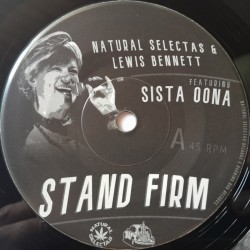 NATURAL SELECTAS &
LEWIS BENNETT
FEATURING
SISTA OONA
A 45 RPM
STAND FIRM